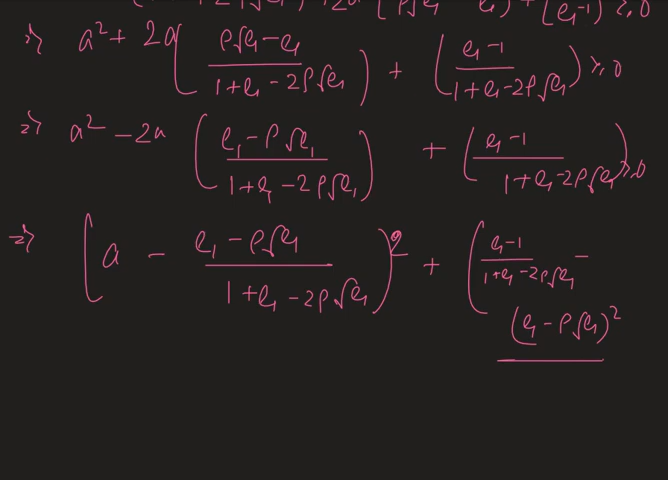 ⇒ a² + 2a( (ρ√e₁ − e₁) / (1 + e₁ − 2ρ√e₁) ) + ( (e₁ − 1) / (1 + e₁ − 2ρ√e₁) ) ≥ 0
⇒ a² − 2a ( (e₁ − ρ√e₁) / (1 + e₁ − 2ρ√e₁) ) + ( (e₁ − 1) / (1 + e₁ − 2ρ√e₁) ) ≥ 0
⇒ ( a − (e₁ − ρ√e₁) / (1 + e₁ − 2ρ√e₁) )² + ( (e₁ − 1) / (1 + e₁ − 2ρ√e₁) −
(e₁ − ρ√e₁)²